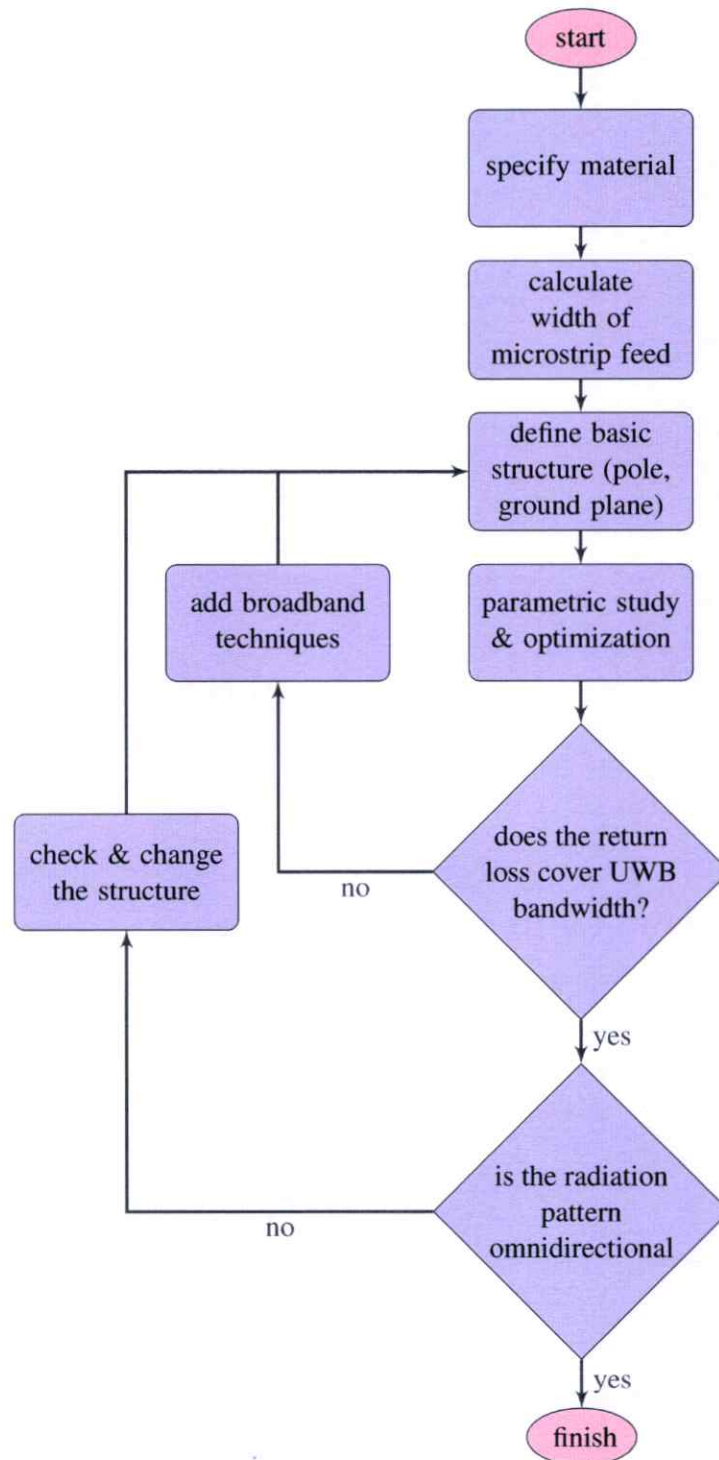 start
specify material
calculate
width of
microstrip feed
define basic
structure (pole,
ground plane)
add broadband
techniques
parametric study
& optimization
check & change
the structure
does the return
loss cover UWB
bandwidth?
no
yes
is the radiation
pattern
omnidirectional
no
yes
finish